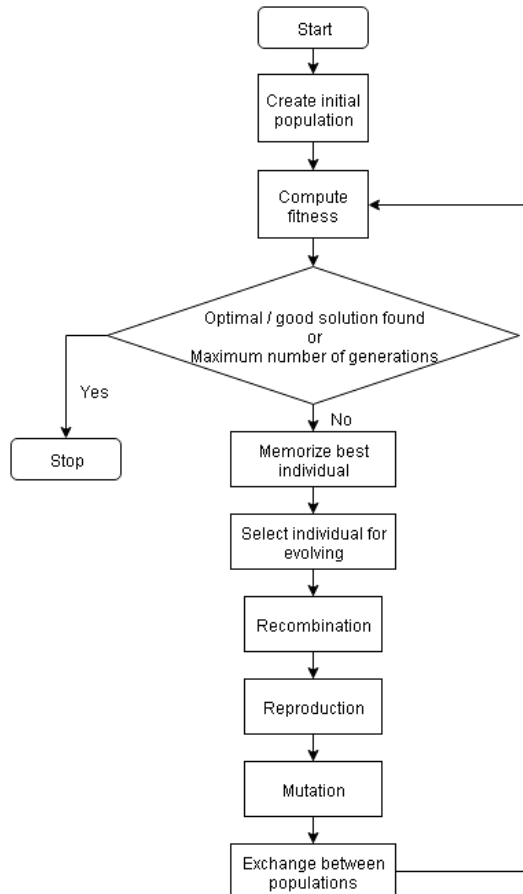 Start
Create initial
population
Compute
fitness
Optimal / good solution found
or
Maximum number of generations
Yes
No
Stop
Memorize best
individual
Select individual for
evolving
Recombination
Reproduction
Mutation
Exchange between
populations